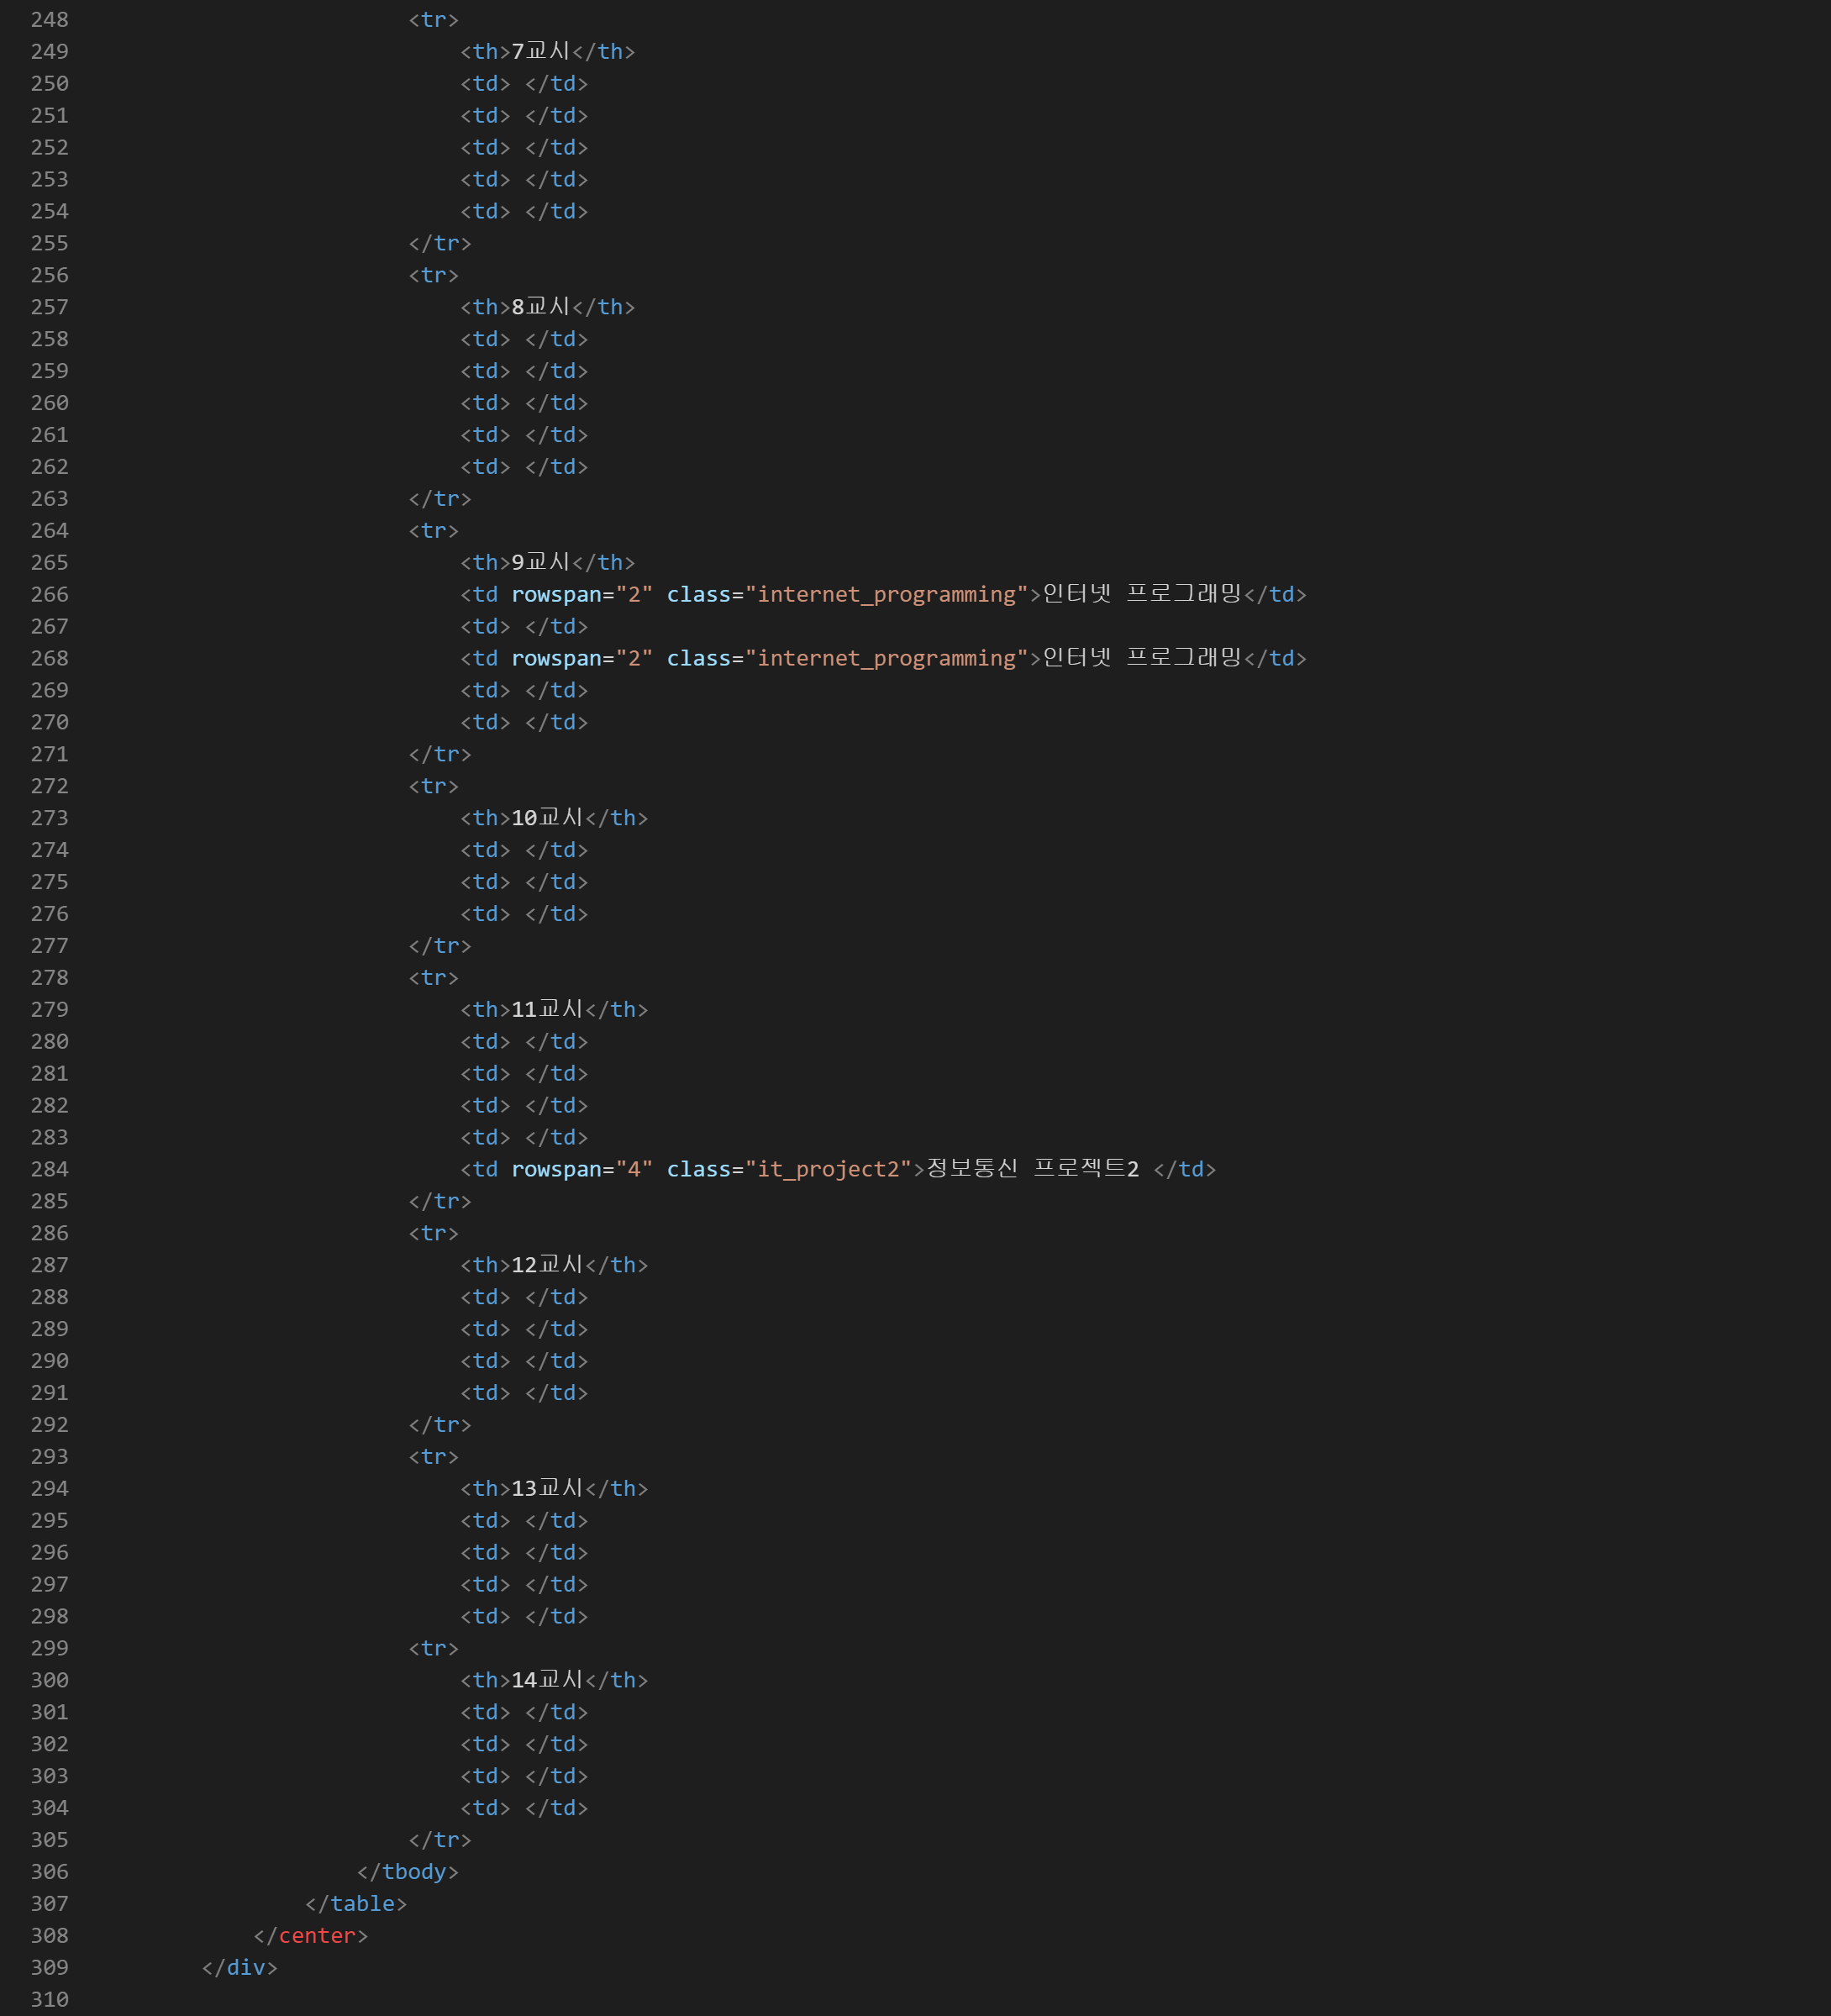 248 <tr>
249 <th>7교시</th>
250 <td> </td>
251 <td> </td>
252 <td> </td>
253 <td> </td>
254 <td> </td>
255 </tr>
256 <tr>
257 <th>8교시</th>
258 <td> </td>
259 <td> </td>
260 <td> </td>
261 <td> </td>
262 <td> </td>
263 </tr>
264 <tr>
265 <th>9교시</th>
266 <td rowspan="2" class="internet_programming">인터넷 프로그래밍</td>
267 <td> </td>
268 <td rowspan="2" class="internet_programming">인터넷 프로그래밍</td>
269 <td> </td>
270 <td> </td>
271 </tr>
272 <tr>
273 <th>10교시</th>
274 <td> </td>
275 <td> </td>
276 <td> </td>
277 </tr>
278 <tr>
279 <th>11교시</th>
280 <td> </td>
281 <td> </td>
282 <td> </td>
283 <td> </td>
284 <td rowspan="4" class="it_project2">정보통신 프로젝트2 </td>
285 </tr>
286 <tr>
287 <th>12교시</th>
288 <td> </td>
289 <td> </td>
290 <td> </td>
291 <td> </td>
292 </tr>
293 <tr>
294 <th>13교시</th>
295 <td> </td>
296 <td> </td>
297 <td> </td>
298 <td> </td>
299 <tr>
300 <th>14교시</th>
301 <td> </td>
302 <td> </td>
303 <td> </td>
304 <td> </td>
305 </tr>
306 </tbody>
307 </table>
308 </center>
309 </div>
310